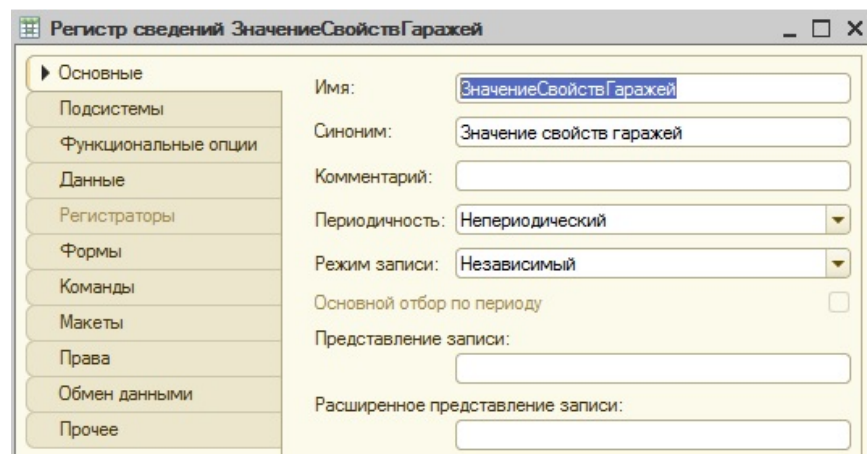 Регистр сведений ЗначениеСвойствГаражей
Основные
Подсистемы
Функциональные опции
Данные
Регистраторы
Формы
Команды
Макеты
Права
Обмен данными
Прочее
Имя: ЗначениеСвойствГаражей
Синоним: Значение свойств гаражей
Комментарий:
Периодичность: Непериодический
Режим записи: Независимый
Основной отбор по периоду
Представление записи:
Расширенное представление записи: